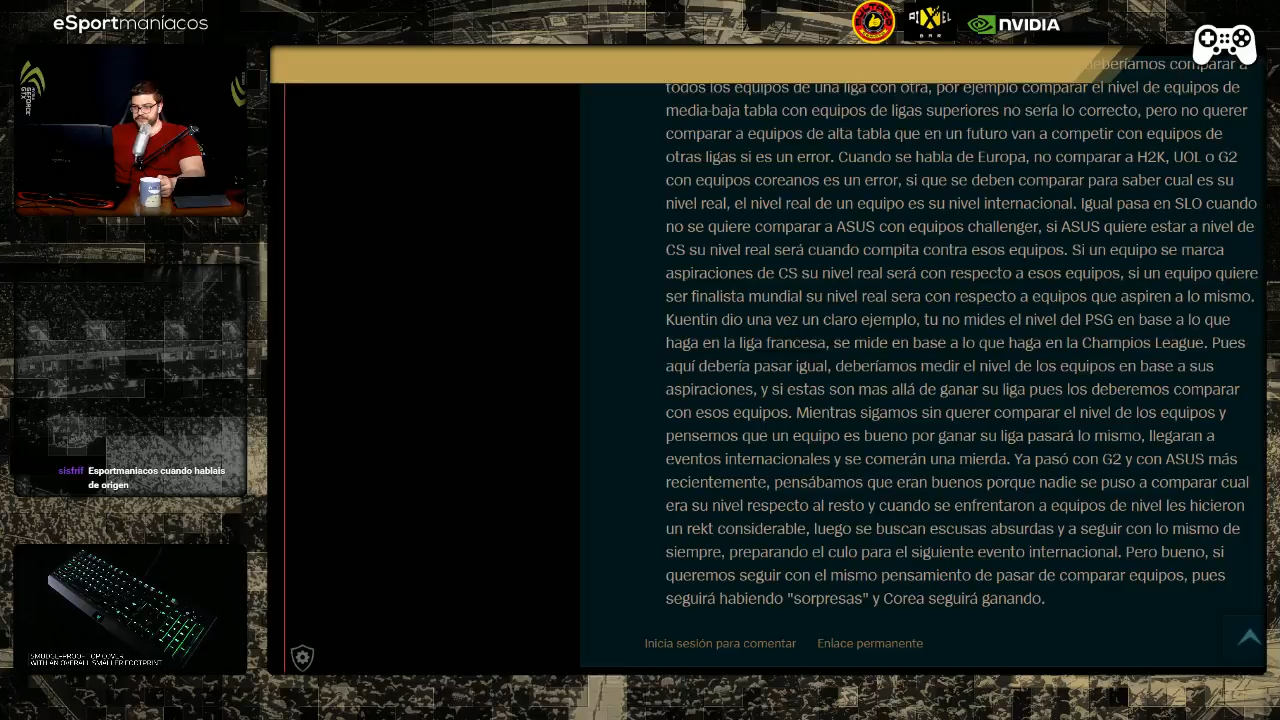 eSportmaníacos
PIXEL
BAR
NVIDIA
deberíamos comparar a
todos los equipos de una liga con otra, por ejemplo comparar el nivel de equipos de
media-baja tabla con equipos de ligas superiores no sería lo correcto, pero no querer
comparar a equipos de alta tabla que en un futuro van a competir con equipos de
otras ligas si es un error. Cuando se habla de Europa, no comparar a H2K, UOL o G2
con equipos coreanos es un error, si que se deben comparar para saber cual es su
nivel real, el nivel real de un equipo es su nivel internacional. Igual pasa en SLO cuando
no se quiere comparar a ASUS con equipos challenger, si ASUS quiere estar a nivel de
CS su nivel real será cuando compita contra esos equipos. Si un equipo se marca
aspiraciones de CS su nivel real será con respecto a esos equipos, si un equipo quiere
ser finalista mundial su nivel real sera con respecto a equipos que aspiren a lo mismo.
Kuentin dio una vez un claro ejemplo, tu no mides el nivel del PSG en base a lo que
haga en la liga francesa, se mide en base a lo que haga en la Champios League. Pues
aquí debería pasar igual, deberíamos medir el nivel de los equipos en base a sus
aspiraciones, y si estas son mas allá de ganar su liga pues los deberemos comparar
con esos equipos. Mientras sigamos sin querer comparar el nivel de los equipos y
pensemos que un equipo es bueno por ganar su liga pasará lo mismo, llegaran a
eventos internacionales y se comerán una mierda. Ya pasó con G2 y con ASUS más
recientemente, pensábamos que eran buenos porque nadie se puso a comparar cual
era su nivel respecto al resto y cuando se enfrentaron a equipos de nivel les hicieron
un rekt considerable, luego se buscan escusas absurdas y a seguir con lo mismo de
siempre, preparando el culo para el siguiente evento internacional. Pero bueno, si
queremos seguir con el mismo pensamiento de pasar de comparar equipos, pues
seguirá habiendo "sorpresas" y Corea seguirá ganando.
Inicia sesión para comentar Enlace permanente
sisfrif Esportmaniacos cuando hablais
de origen
SMUDGE-PROOF TOP COVER
WITH AN OVERALL SMALLER FOOTPRINT